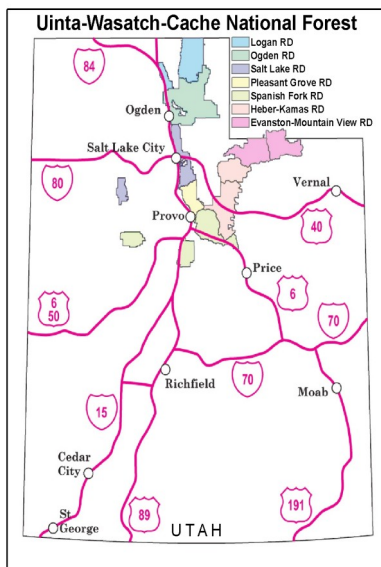 Uinta-Wasatch-Cache National Forest
Logan RD
Ogden RD
Salt Lake RD
Pleasant Grove RD
Spanish Fork RD
Heber-Kamas RD
Evanston-Mountain View RD
84
Ogden
Salt Lake City
80
Vernal
Provo
40
Price
6
50
6
70
Richfield
70
Moab
15
Cedar
City
St
George
89
UTAH
191